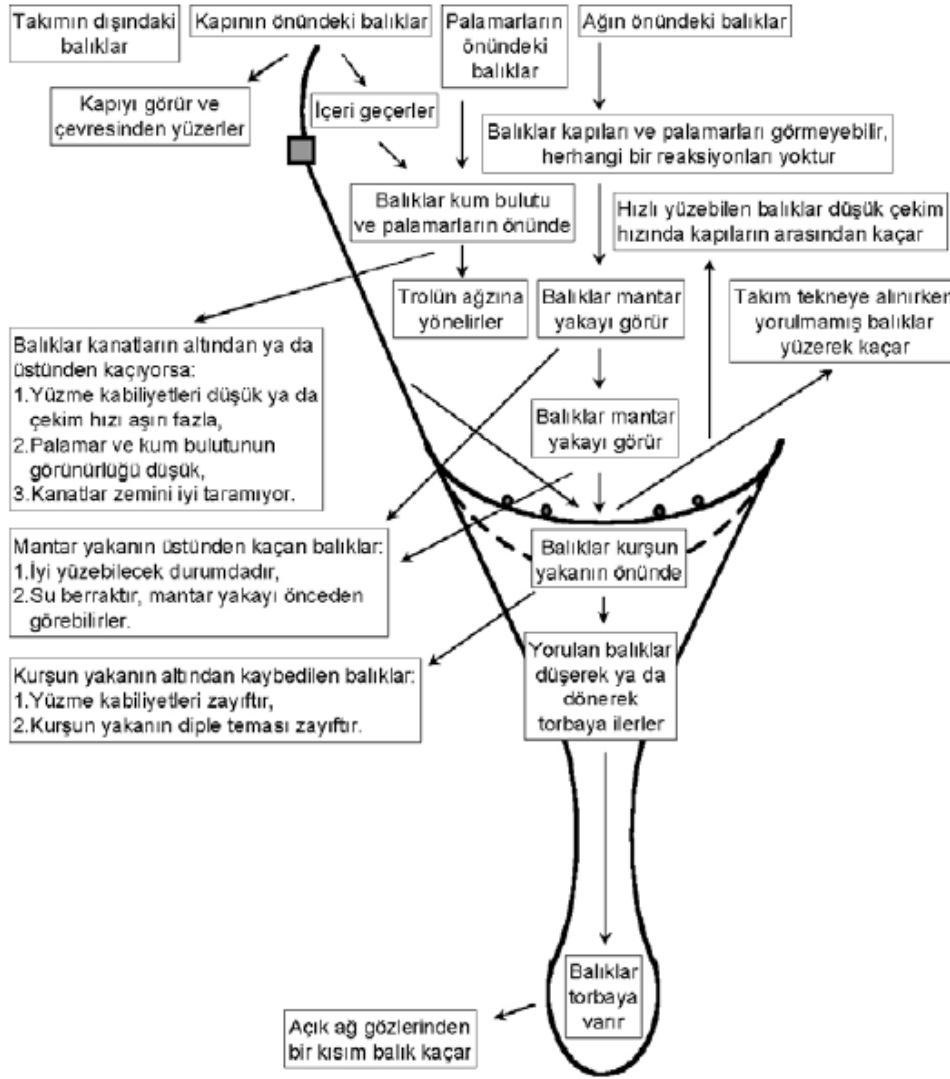 Takımın dışındaki
balıklar
Kapının önündeki balıklar
Palamarların
önündeki
balıklar
Ağın önündeki balıklar
Kapıyı görür ve
çevresinden yüzerler
İçeri geçerler
Balıklar kapıları ve palamarları görmeyebilir,
herhangi bir reaksiyonları yoktur
Balıklar kum bulutu
ve palamarların önünde
Hızlı yüzebilen balıklar düşük çekim
hızında kapıların arasından kaçar
Trolün ağzına
yönelirler
Balıklar mantar
yakayı görür
Takım tekneye alınırken
yorulmamış balıklar
yüzerek kaçar
Balıklar kanatların altından ya da
üstünden kaçıyorsa:
1.Yüzme kabiliyetleri düşük ya da
çekim hızı aşırı fazla,
2.Palamar ve kum bulutunun
görünürlüğü düşük,
3.Kanatlar zemini iyi taramıyor.
Balıklar mantar
yakayı görür
Mantar yakanın üstünden kaçan balıklar:
1.İyi yüzebilecek durumdadır,
2.Su berraktır, mantar yakayı önceden
görebilirler.
Balıklar kurşun
yakanın önünde
Kurşun yakanın altından kaybedilen balıklar:
1.Yüzme kabiliyetleri zayıftır,
2.Kurşun yakanın diple teması zayıftır.
Yorulan balıklar
düşerek ya da
dönerek
torbaya ilerler
Balıklar
torbaya
varır
Açık ağ gözlerinden
bir kısım balık kaçar